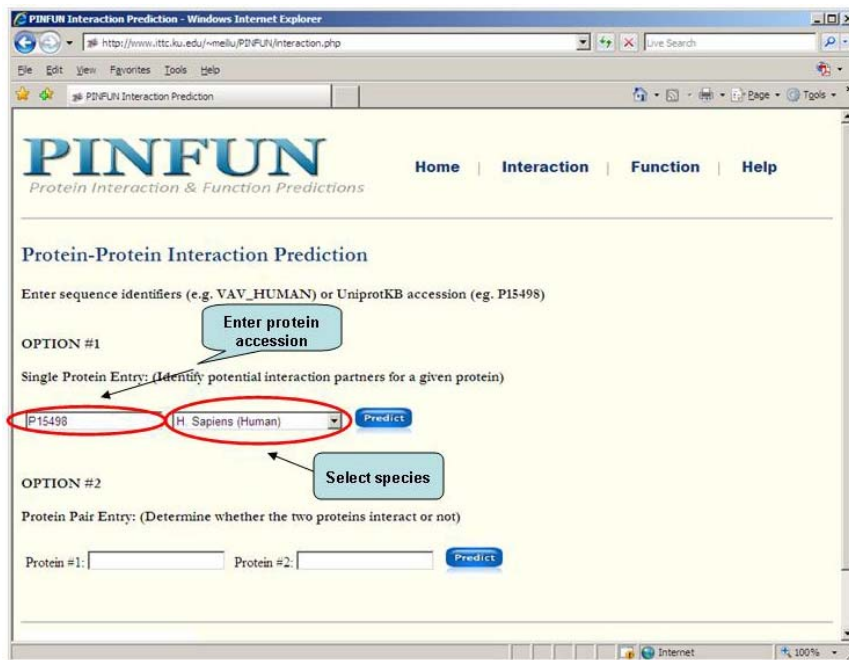 PINFUN Interaction Prediction - Windows Internet Explorer
http://www.ittc.ku.edu/~meiliu/PINFUN/interaction.php
Live Search
File Edit View Favorites Tools Help
PINFUN Interaction Prediction
Page Tools
PINFUN
Protein Interaction & Function Predictions
Home | Interaction | Function | Help
Protein-Protein Interaction Prediction
Enter sequence identifiers (e.g. VAV_HUMAN) or UniprotKB accession (eg. P15498)
Enter protein
accession
OPTION #1
Single Protein Entry: (Identify potential interaction partners for a given protein)
P15498 H. Sapiens (Human) Predict
Select species
OPTION #2
Protein Pair Entry: (Determine whether the two proteins interact or not)
Protein #1: Protein #2: Predict
Internet 100%